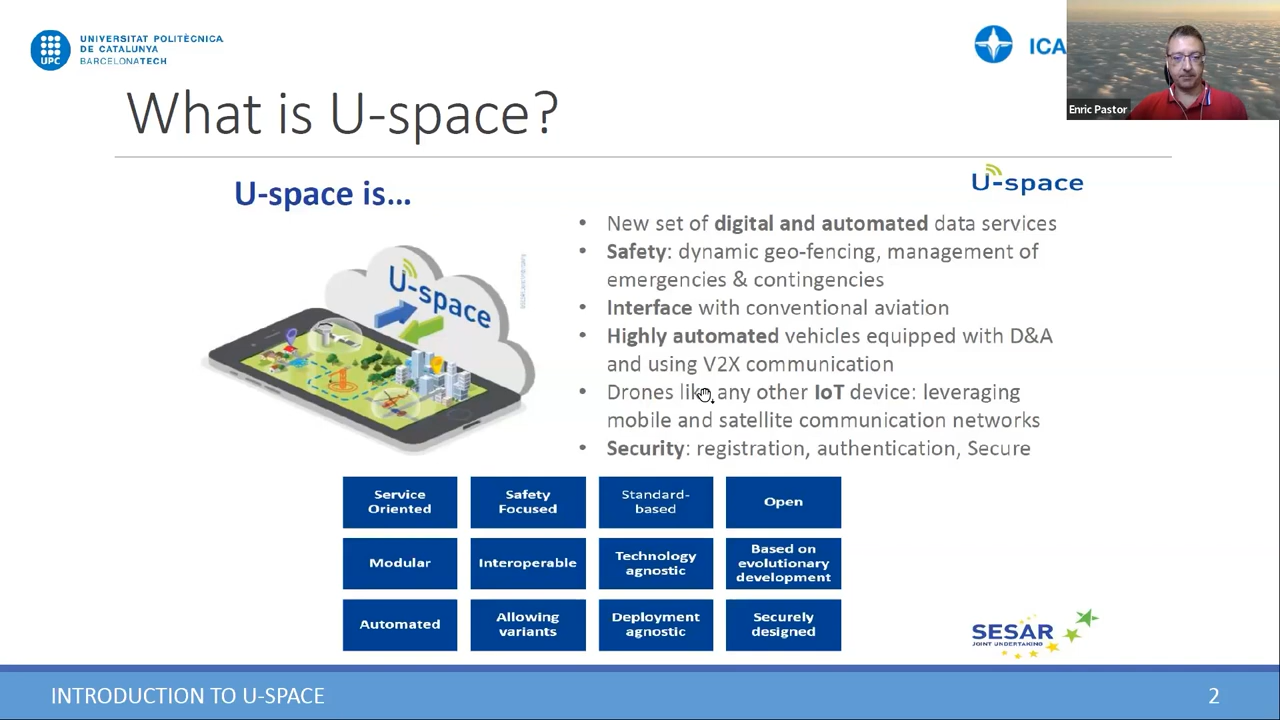 UNIVERSITAT POLITÈCNICA
DE CATALUNYA
BARCELONATECH
UPC
ICA
Enric Pastor
What is U-space?
U-space is...
U-space
• New set of digital and automated data services
• Safety: dynamic geo-fencing, management of
emergencies & contingencies
• Interface with conventional aviation
• Highly automated vehicles equipped with D&A
and using V2X communication
• Drones like any other IoT device: leveraging
mobile and satellite communication networks
• Security: registration, authentication, Secure
U-space
Service
Oriented
Safety
Focused
Standard-
based
Open
Modular
Interoperable
Technology
agnostic
Based on
evolutionary
development
Automated
Allowing
variants
Deployment
agnostic
Securely
designed
SESAR
JOINT UNDERTAKING
INTRODUCTION TO U-SPACE
2